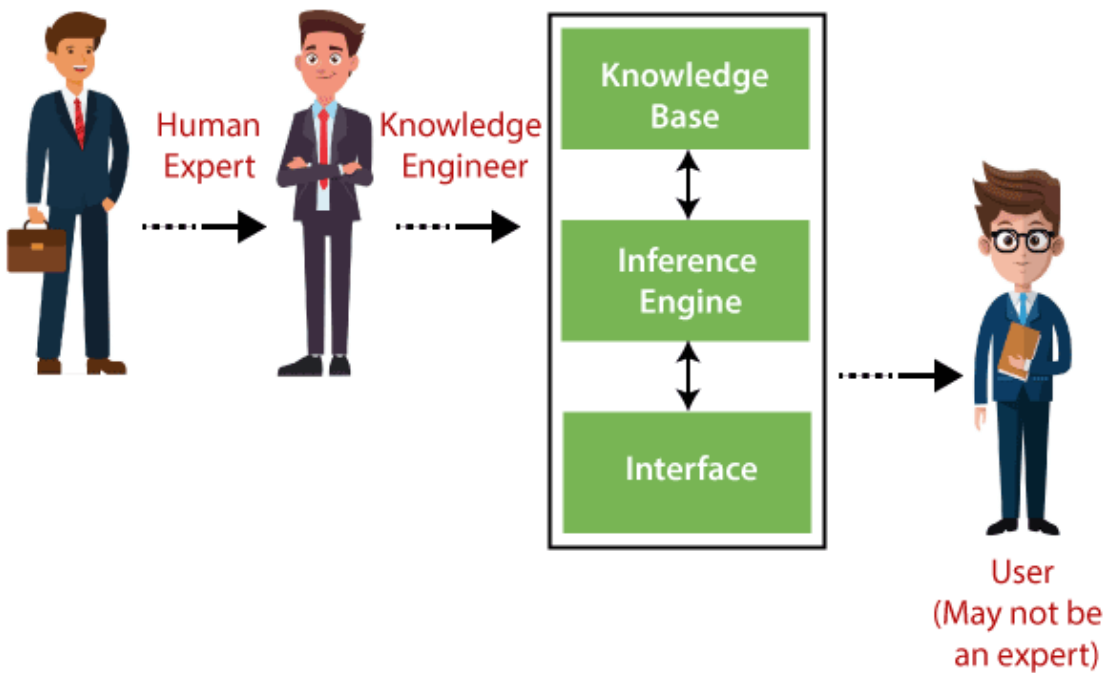 Human
Expert
Knowledge
Engineer
Knowledge
Base
Inference
Engine
Interface
User
(May not be
an expert)